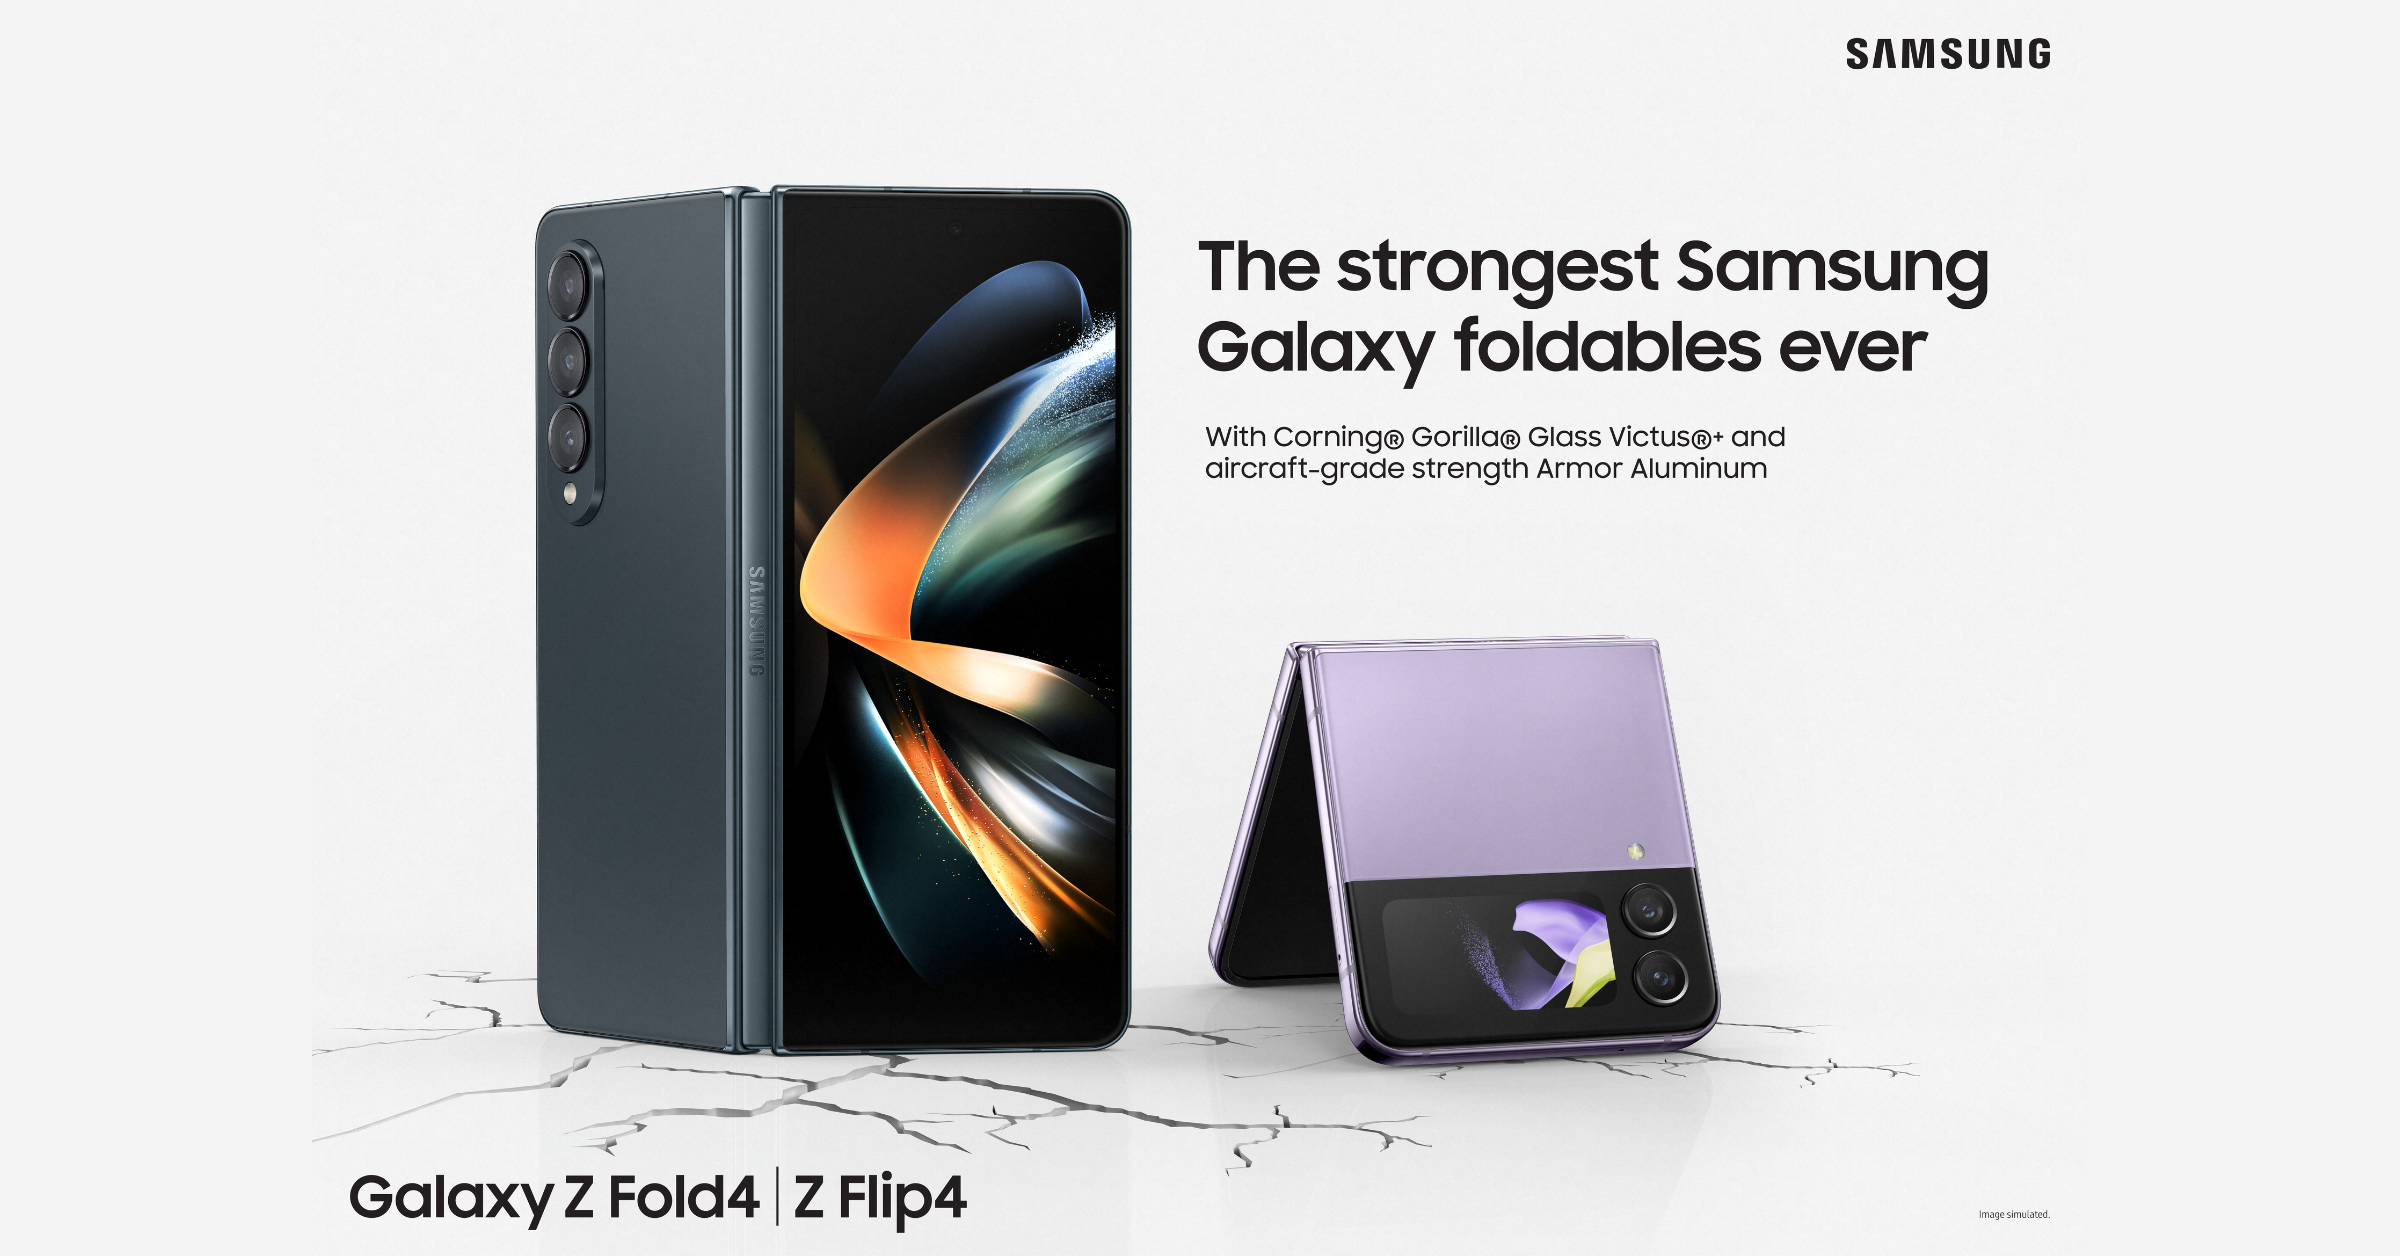 SAMSUNG
The strongest Samsung
Galaxy foldables ever
With Corning® Gorilla® Glass Victus®+ and
aircraft-grade strength Armor Aluminum
SAMSUNG
Galaxy Z Fold4 | Z Flip4
Image simulated.